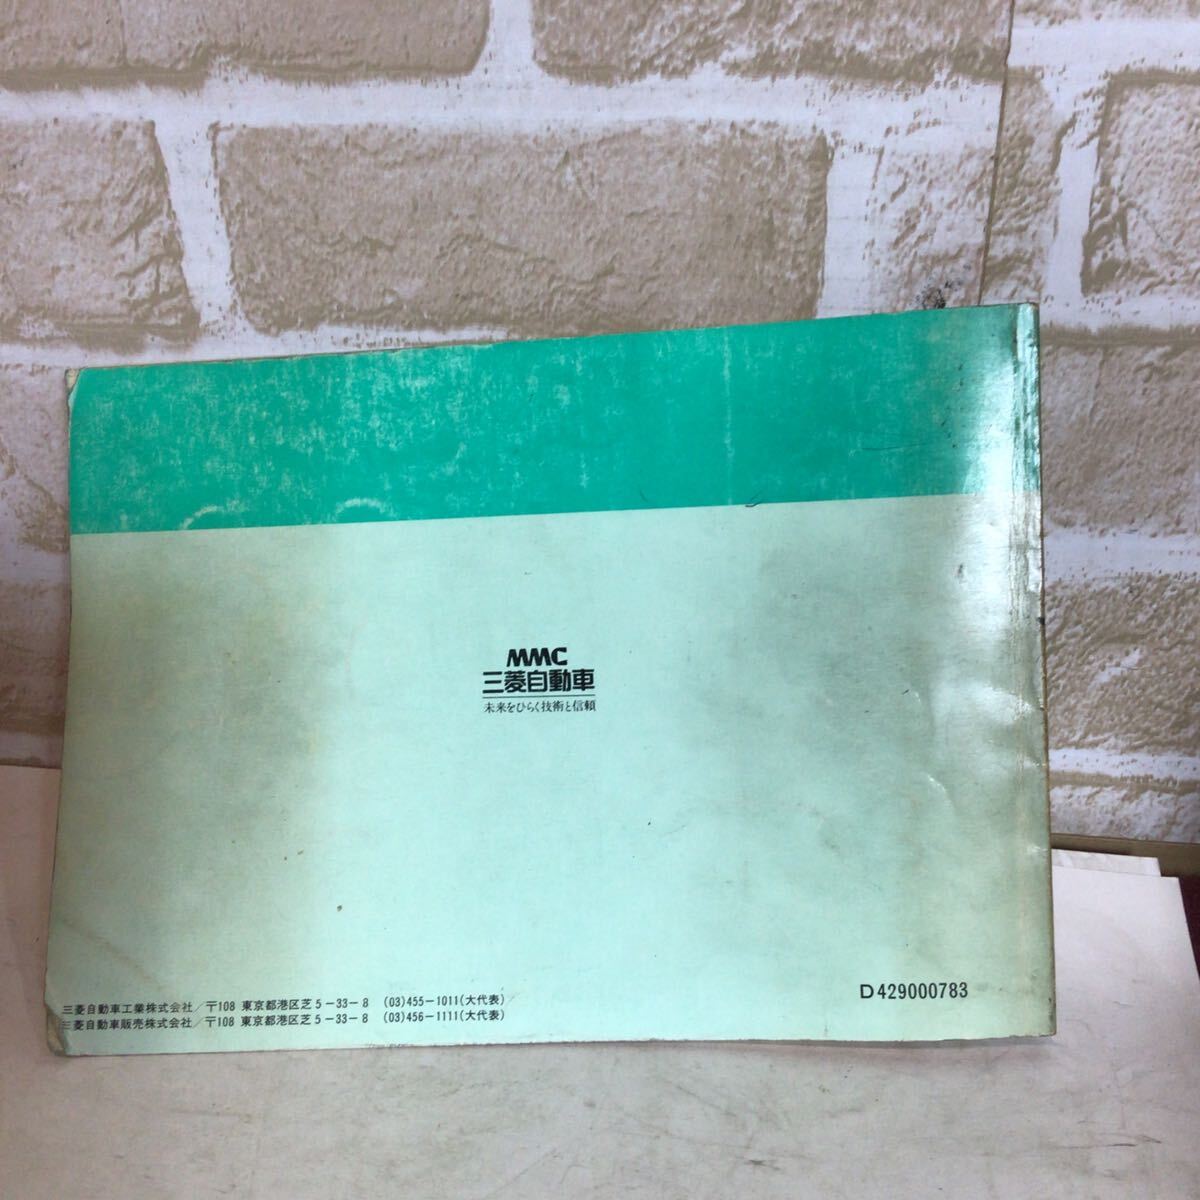 MMC
三菱自動車
未来をひらく技術と信頼
D429000783
三菱自動車工業株式会社/〒108 東京都港区芝5-33-8 (03)455-1011(大代表)
三菱自動車販売株式会社/〒108 東京都港区芝5-33-8 (03)456-1111(大代表)